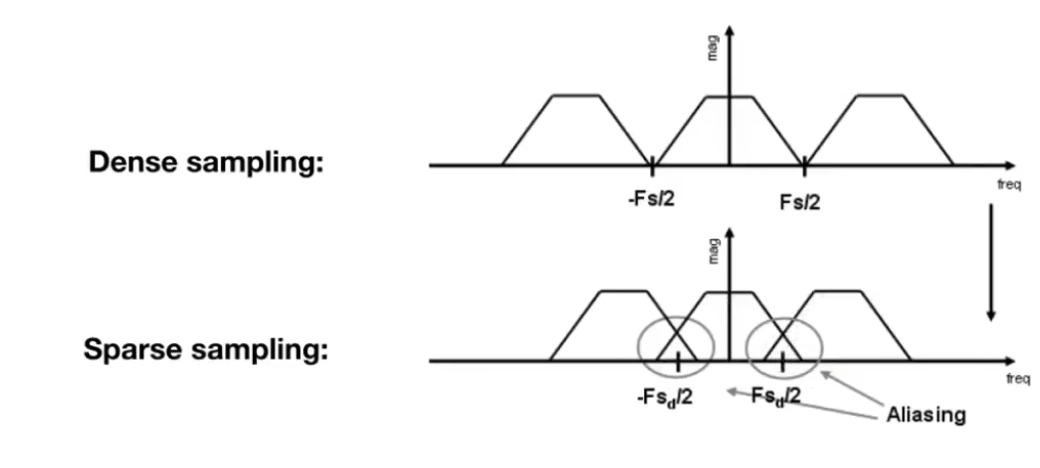 mag
Dense sampling:
-Fs/2
Fs/2
freq
mag
Sparse sampling:
freq
-Fsd/2
Fsd/2
Aliasing